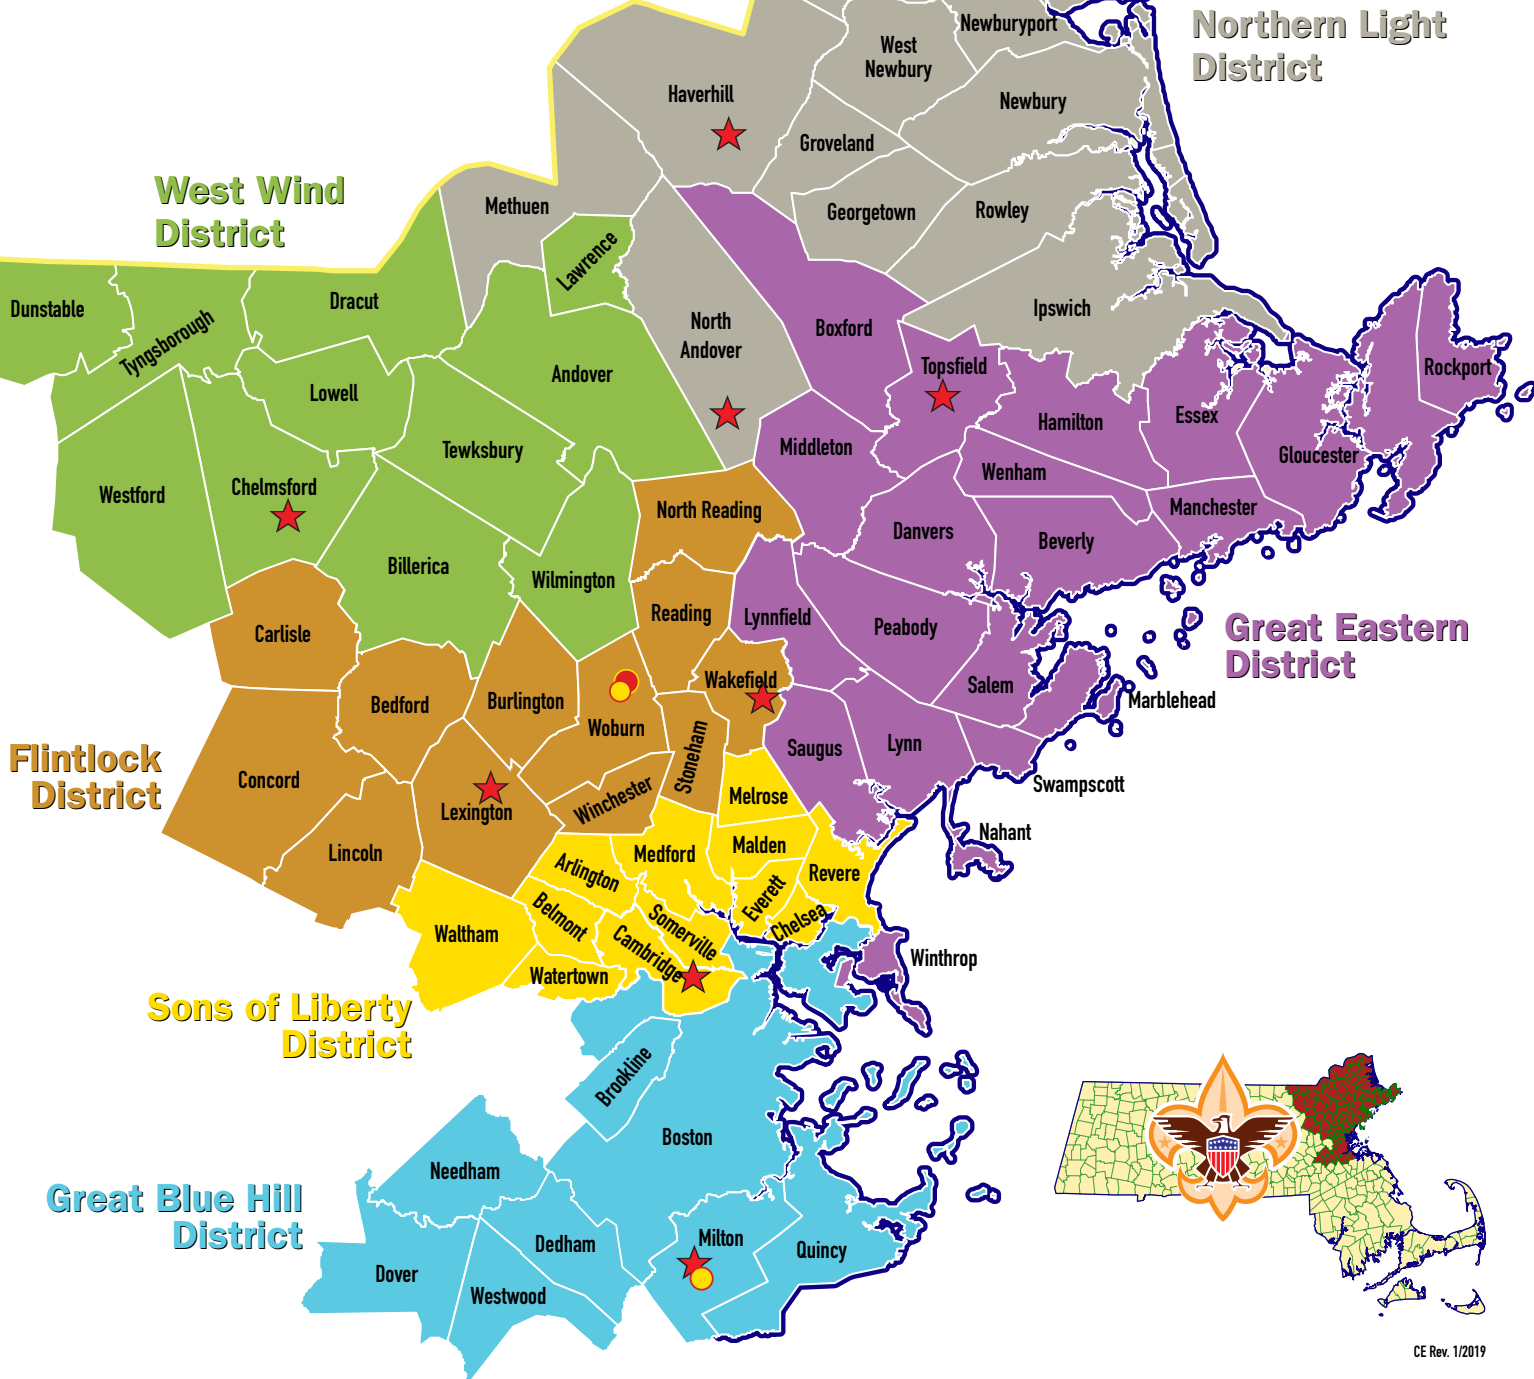 Northern Light
District
Newburyport
West
Newbury
Haverhill
Newbury
Groveland
West Wind
District
Methuen
Georgetown
Rowley
Lawrence
Dunstable
Tyngsborough
Dracut
North
Andover
Boxford
Ipswich
Topsfield
Rockport
Lowell
Andover
Hamilton
Essex
Tewksbury
Middleton
Gloucester
Wenham
Westford
Chelmsford
North Reading
Manchester
Danvers
Beverly
Billerica
Wilmington
Carlisle
Reading
Lynnfield
Peabody
Great Eastern
District
Wakefield
Salem
Marblehead
Bedford
Burlington
Woburn
Stoneham
Saugus
Lynn
Flintlock
District
Concord
Swampscott
Winchester
Melrose
Lexington
Nahant
Lincoln
Medford
Malden
Arlington
Revere
Everett
Belmont
Somerville
Chelsea
Waltham
Cambridge
Winthrop
Watertown
Sons of Liberty
District
Brookline
Boston
Needham
Great Blue Hill
District
Milton
Dedham
Quincy
Dover
Westwood
CE Rev. 1/2019